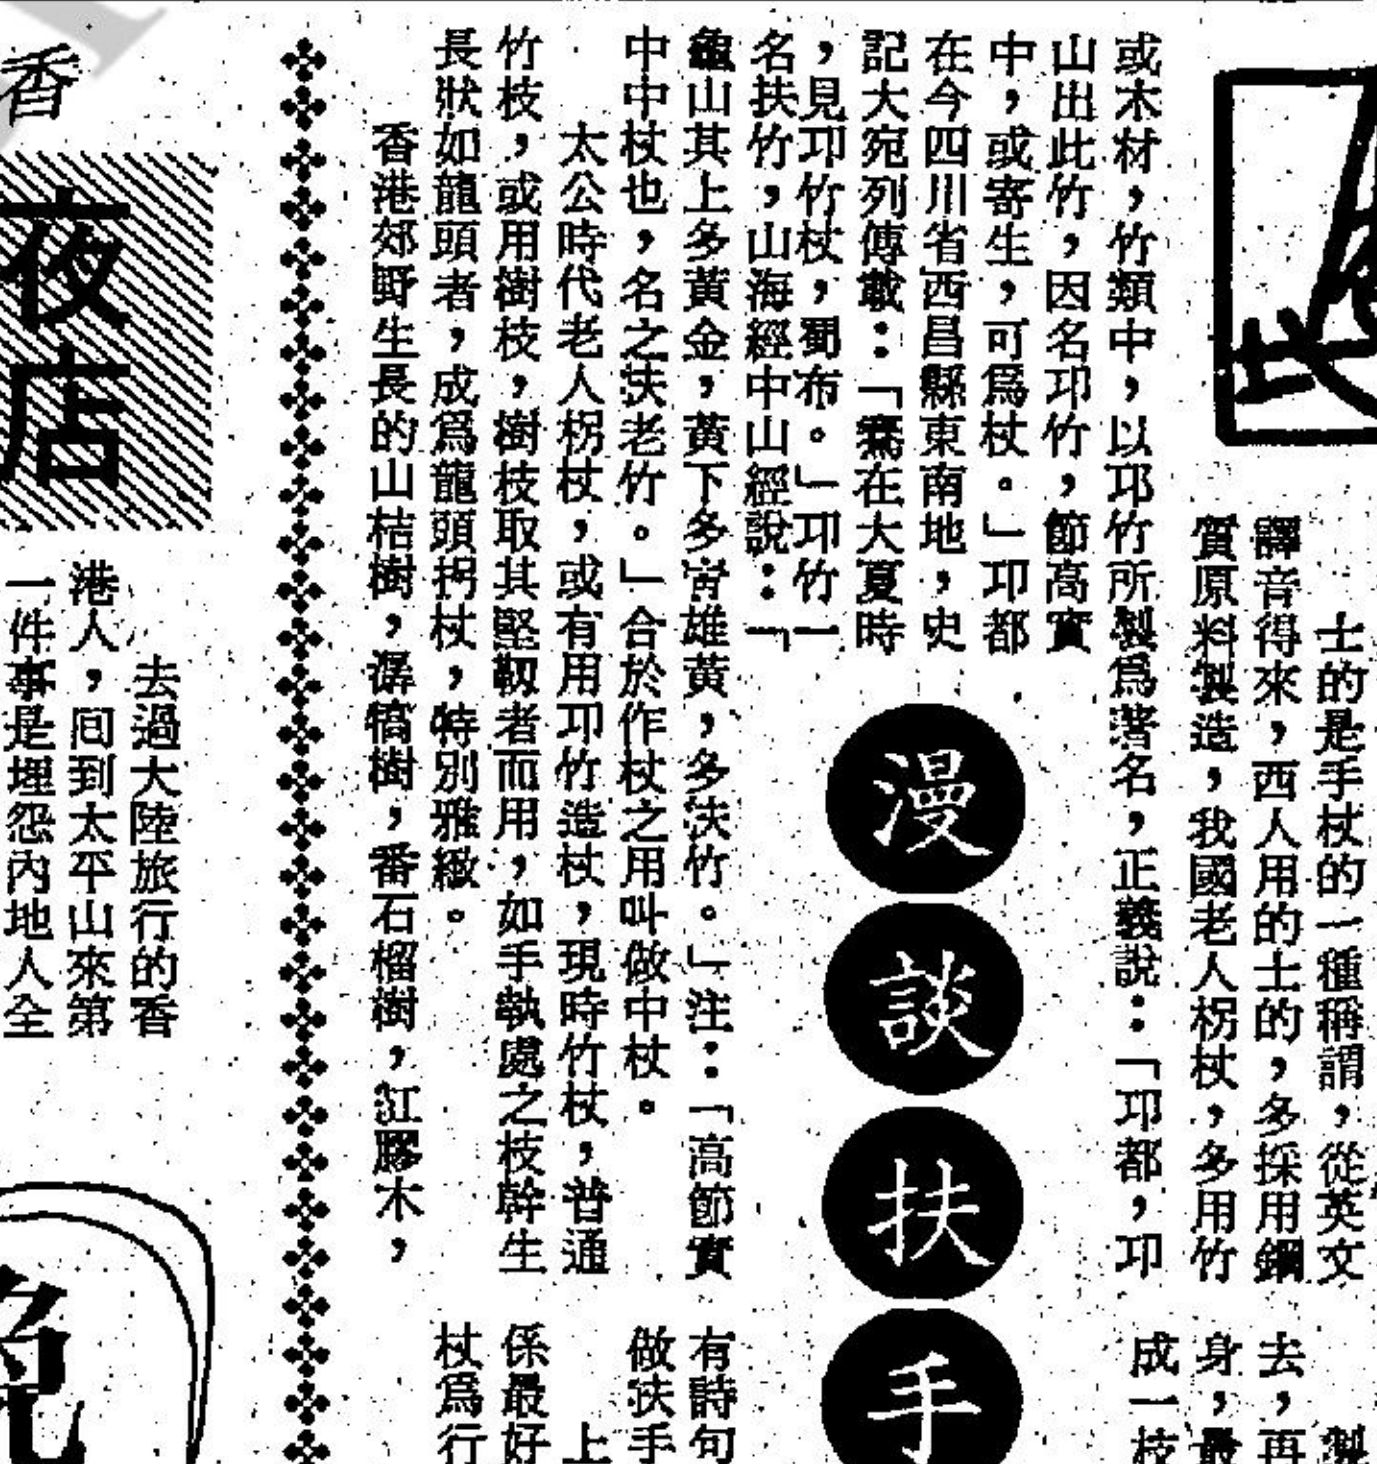 士的是手杖的一種稱謂，從英文
譯音得來，西人用的士的，多採用鋼
質原料製造，我國老人柺杖，多用竹
或木材，竹類中，以邛竹所製爲著名，正義說：「邛都，邛
山出此竹，因名邛竹，節高實
中，或寄生，可爲杖。」邛都
在今四川省西昌縣東南地，史
記大宛列傳載：「騫在大夏時
，見邛竹杖，蜀布。」邛竹一
名扶竹，山海經中山經說：「
龜山其上多黃金，黃下多青雄黃，多扶竹。」注：「高節實
中中杖也，名之扶老竹。」合於作杖之用叫做中杖。
太公時代老人柺杖，或有用邛竹造杖，現時竹杖，普通
竹枝，或用樹枝，樹枝取其堅靱者而用，如手執處之枝幹生
長狀如龍頭者，成爲龍頭拐杖，特別雅緻。
香港郊野生長的山桔樹，潺犒樹，番石榴樹，紅膠木，
漫談扶手
製
去，再
身，最
成一枝
有詩句
做扶手
上
係最好
杖爲行
香
夜店
去過大陸旅行的香
港人，回到太平山來第
一件事是埋怨內地人全